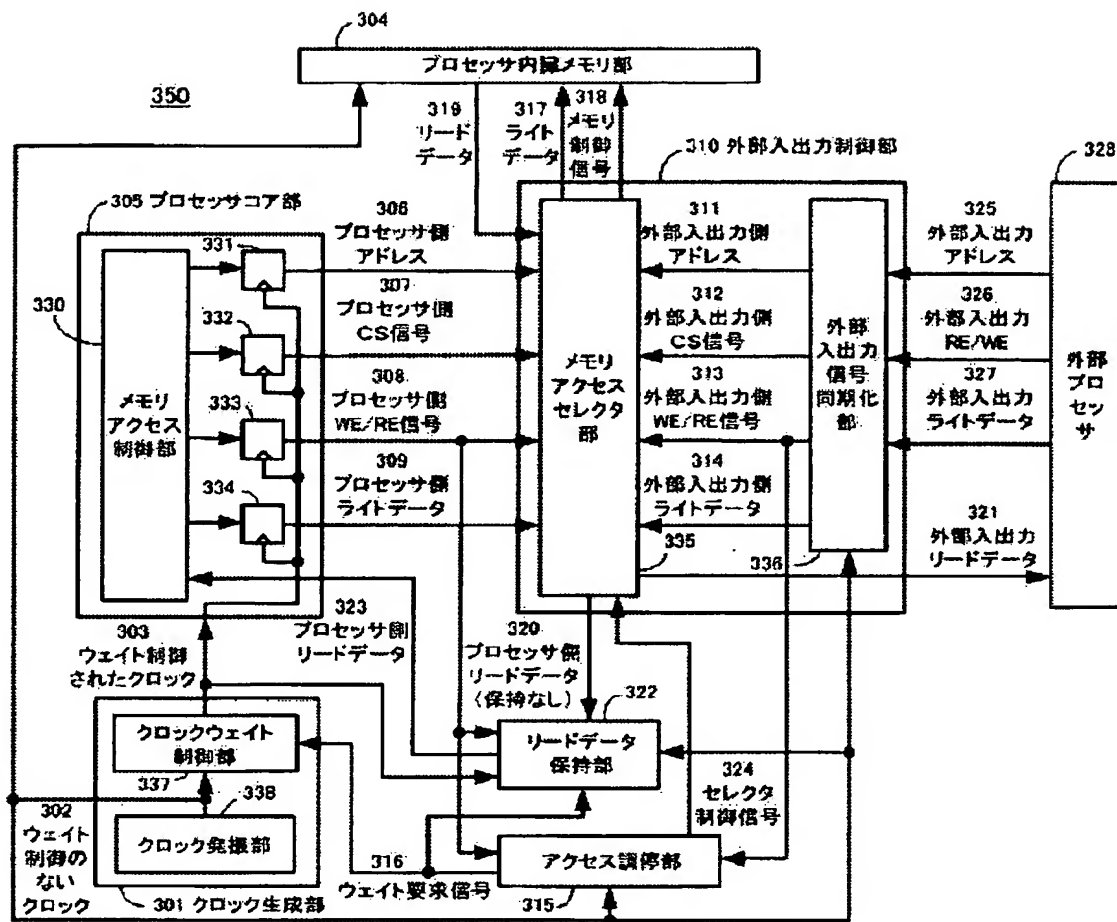 304
プロセッサ内蔵メモリ部
350
319
リード
データ
317
ライト
データ
318
メモリ
制御
信号
310 外部入出力制御部
328
305 プロセッサコア部
330
メモリ
アクセス
制御部
331
332
333
334
306
プロセッサ側
アドレス
307
プロセッサ側
CS信号
308
プロセッサ側
WE/RE信号
309 プロセッサ側
ライトデータ
メモリ
アクセス
セレクタ
部
311
外部入出力側
アドレス
312
外部入出力側
CS信号
313
外部入出力側
WE/RE信号
314
外部入出力側
ライトデータ
335
336
外部
入出力
信号
同期化
部
325
外部入出力
アドレス
326
外部入出力
RE/WE
327
外部入出力
ライトデータ
321
外部入出力
リードデータ
外部
プロセッサ
303
ウェイト制御
されたクロック
323
プロセッサ側
リードデータ
320
プロセッサ側
リードデータ
(保持なし)
322
リードデータ
保持部
クロックウェイト
制御部
337
338
クロック発振部
302
ウェイト
制御の
ない
クロック
301 クロック生成部
316
ウェイト要求信号
324
セレクタ
制御信号
アクセス調停部
315